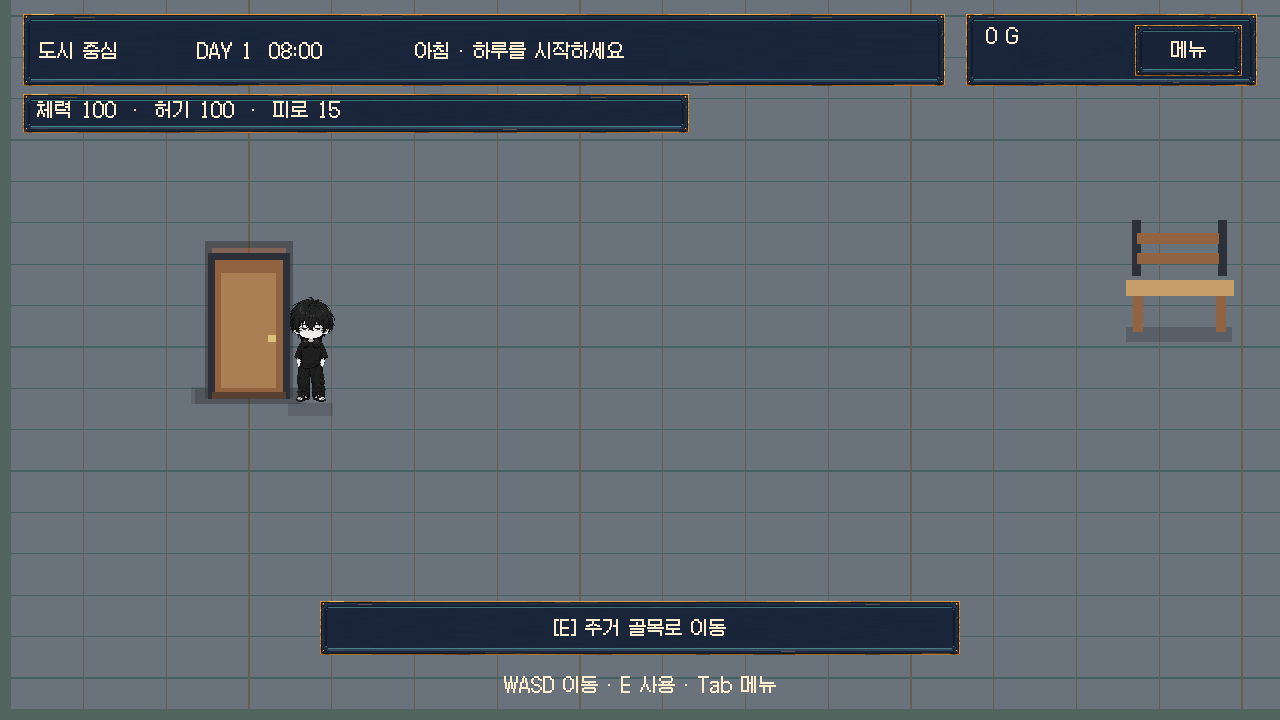 도시 중심 DAY 1 08:00 아침 · 하루를 시작하세요
0 G
메뉴
체력 100 · 허기 100 · 피로 15
[E] 주거 골목로 이동
WASD 이동 · E 사용 · Tab 메뉴